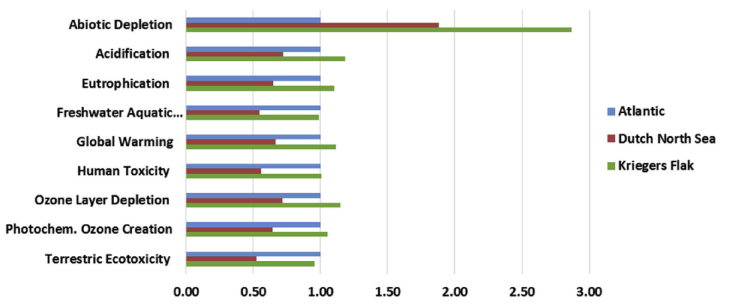 Abiotic Depletion
Acidification
Eutrophication
Freshwater Aquatic...
Global Warming
Human Toxicity
Ozone Layer Depletion
Photochem. Ozone Creation
Terrestric Ecotoxicity
0.00 0.50 1.00 1.50 2.00 2.50 3.00
Atlantic
Dutch North Sea
Kriegers Flak